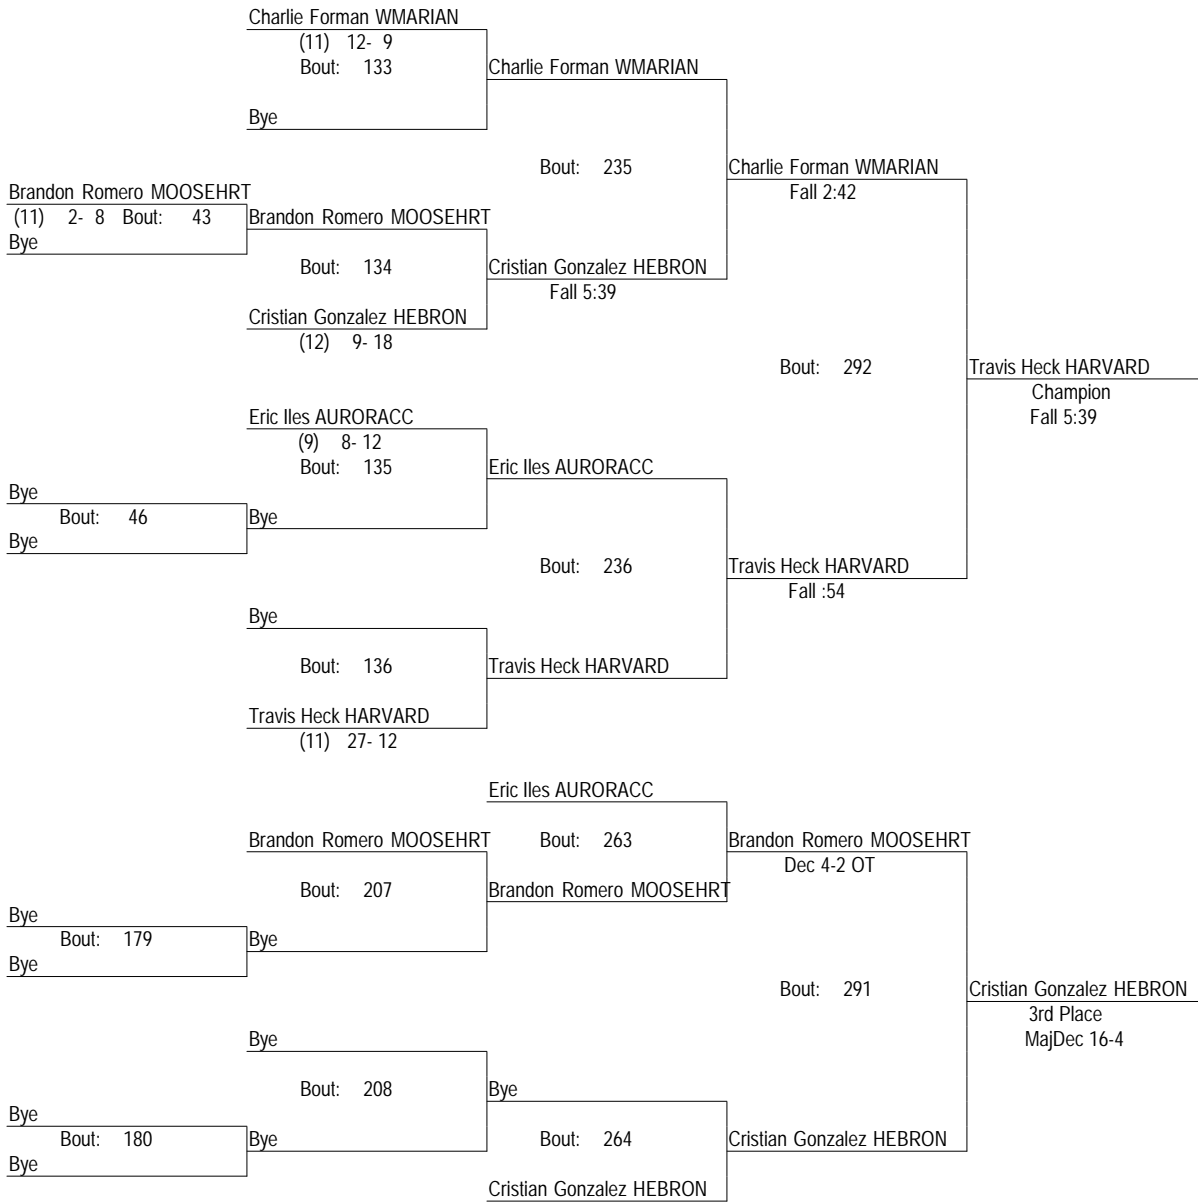 Charlie Forman WMARIAN
(11) 12- 9
Bout: 133
Charlie Forman WMARIAN
Bye
Bout: 235
Charlie Forman WMARIAN
Fall 2:42
Brandon Romero MOOSEHRT
(11) 2- 8 Bout: 43
Brandon Romero MOOSEHRT
Bye
Bout: 134
Cristian Gonzalez HEBRON
Fall 5:39
Cristian Gonzalez HEBRON
(12) 9- 18
Bout: 292
Travis Heck HARVARD
Champion
Fall 5:39
Eric Iles AURORACC
(9) 8- 12
Bout: 135
Eric Iles AURORACC
Bye
Bout: 46
Bye
Bye
Bout: 236
Travis Heck HARVARD
Fall :54
Bye
Bout: 136
Travis Heck HARVARD
Travis Heck HARVARD
(11) 27- 12
Eric Iles AURORACC
Brandon Romero MOOSEHRT
Bout: 263
Brandon Romero MOOSEHRT
Dec 4-2 OT
Bout: 207
Brandon Romero MOOSEHRT
Bye
Bout: 179
Bye
Bye
Bout: 291
Cristian Gonzalez HEBRON
3rd Place
MajDec 16-4
Bye
Bout: 208
Bye
Bye
Bout: 180
Bye
Bye
Bout: 264
Cristian Gonzalez HEBRON
Cristian Gonzalez HEBRON